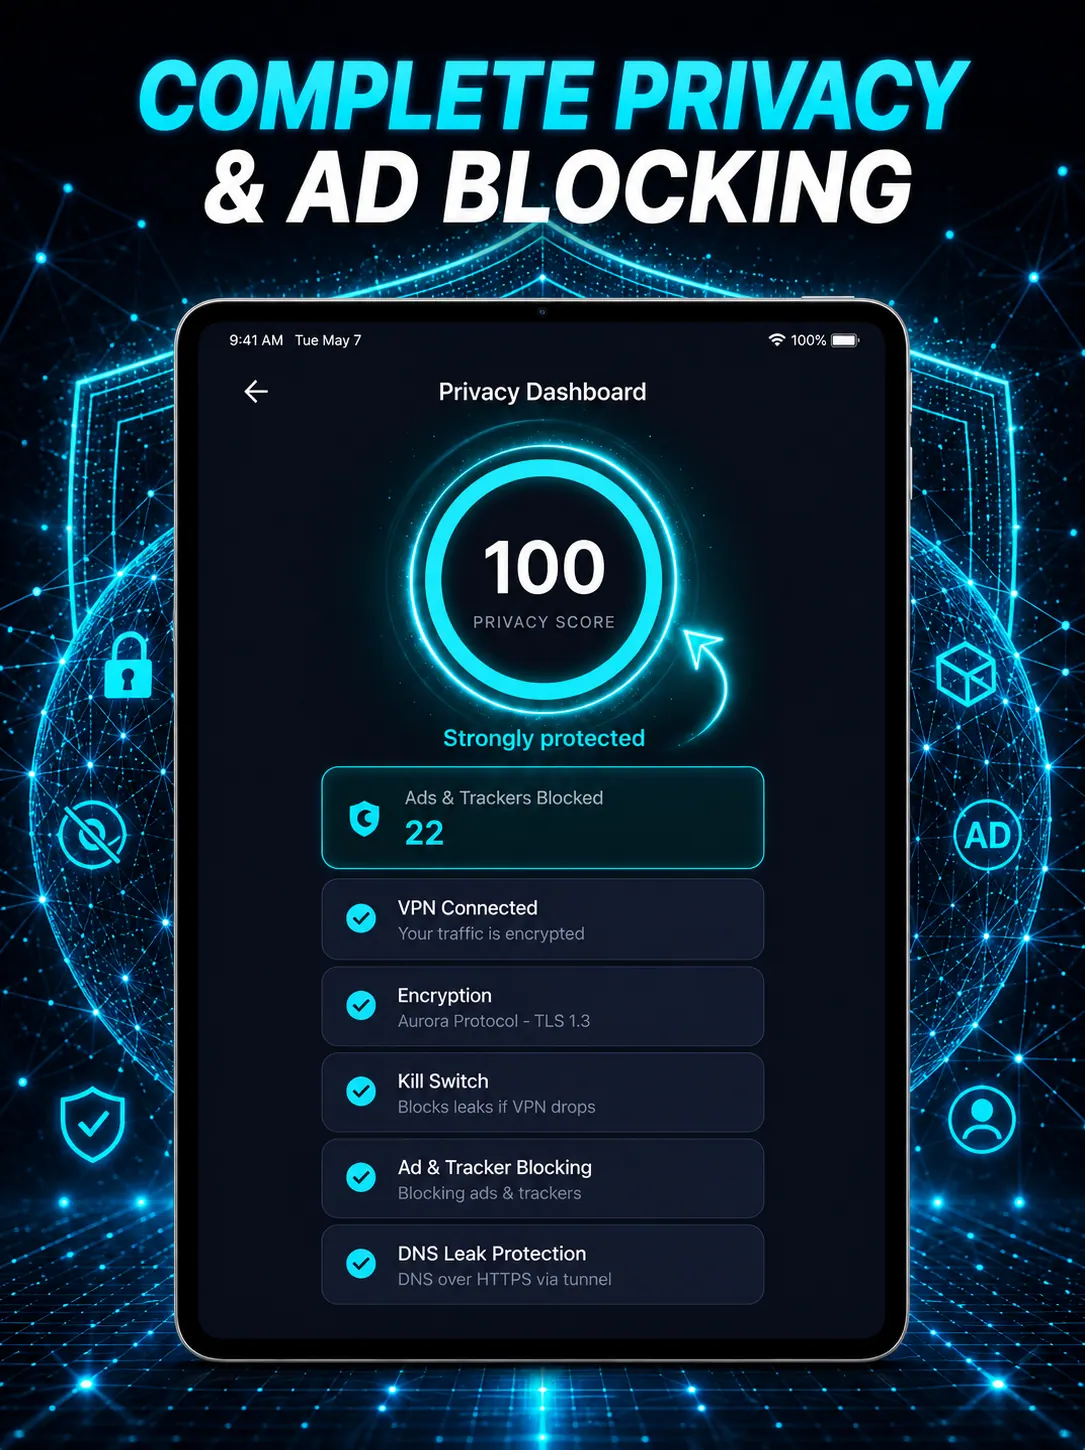 COMPLETE PRIVACY
& AD BLOCKING
9:41 AM Tue May 7
100%
Privacy Dashboard
100
PRIVACY SCORE
Strongly protected
Ads & Trackers Blocked
22
VPN Connected
Your traffic is encrypted
Encryption
Aurora Protocol - TLS 1.3
AD
Kill Switch
Blocks leaks if VPN drops
Ad & Tracker Blocking
Blocking ads & trackers
DNS Leak Protection
DNS over HTTPS via tunnel